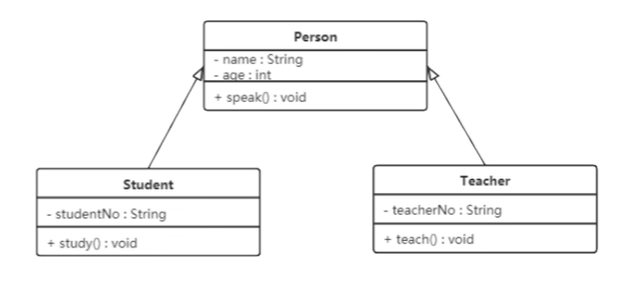 Person
- name : String
- age : int
+ speak() : void
Student
- studentNo : String
+ study() : void
Teacher
- teacherNo : String
+ teach() : void